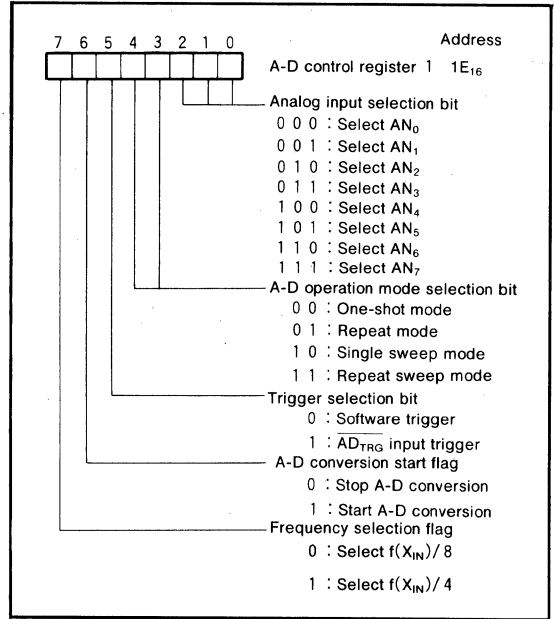 7 6 5 4 3 2 1 0 Address
A-D control register 1 1E₁₆
Analog input selection bit
0 0 0 : Select AN₀
0 0 1 : Select AN₁
0 1 0 : Select AN₂
0 1 1 : Select AN₃
1 0 0 : Select AN₄
1 0 1 : Select AN₅
1 1 0 : Select AN₆
1 1 1 : Select AN₇
A-D operation mode selection bit
0 0 : One-shot mode
0 1 : Repeat mode
1 0 : Single sweep mode
1 1 : Repeat sweep mode
Trigger selection bit
0 : Software trigger
1 : A̅D̅T̅R̅G̅ input trigger
A-D conversion start flag
0 : Stop A-D conversion
1 : Start A-D conversion
Frequency selection flag
0 : Select f(XIN)/8
1 : Select f(XIN)/4